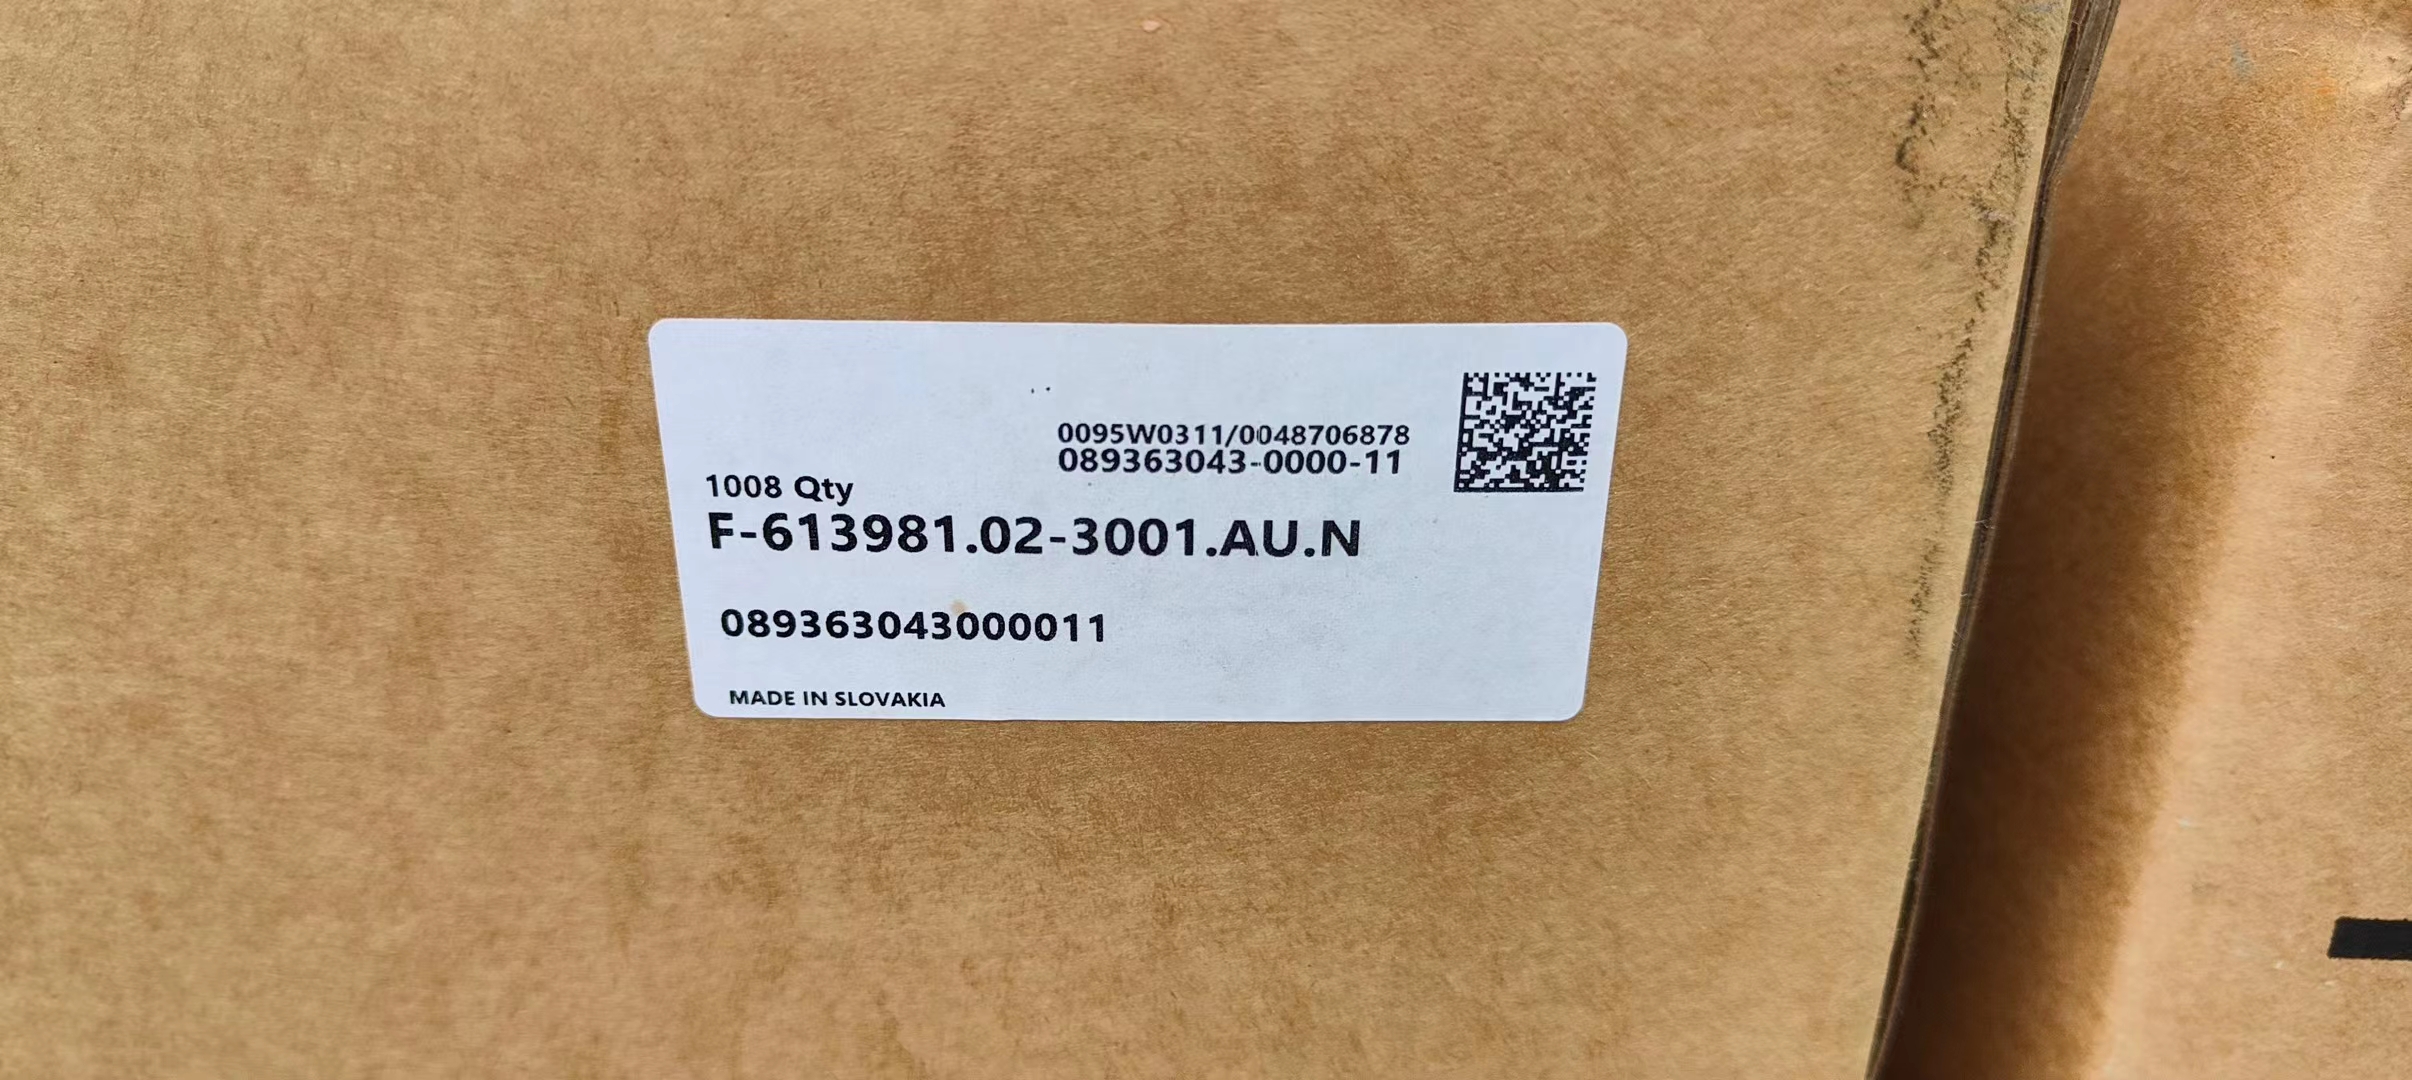 0095W0311/0048706878
089363043-0000-11
1008 Qty
F-613981.02-3001.AU.N
089363043000011
MADE IN SLOVAKIA